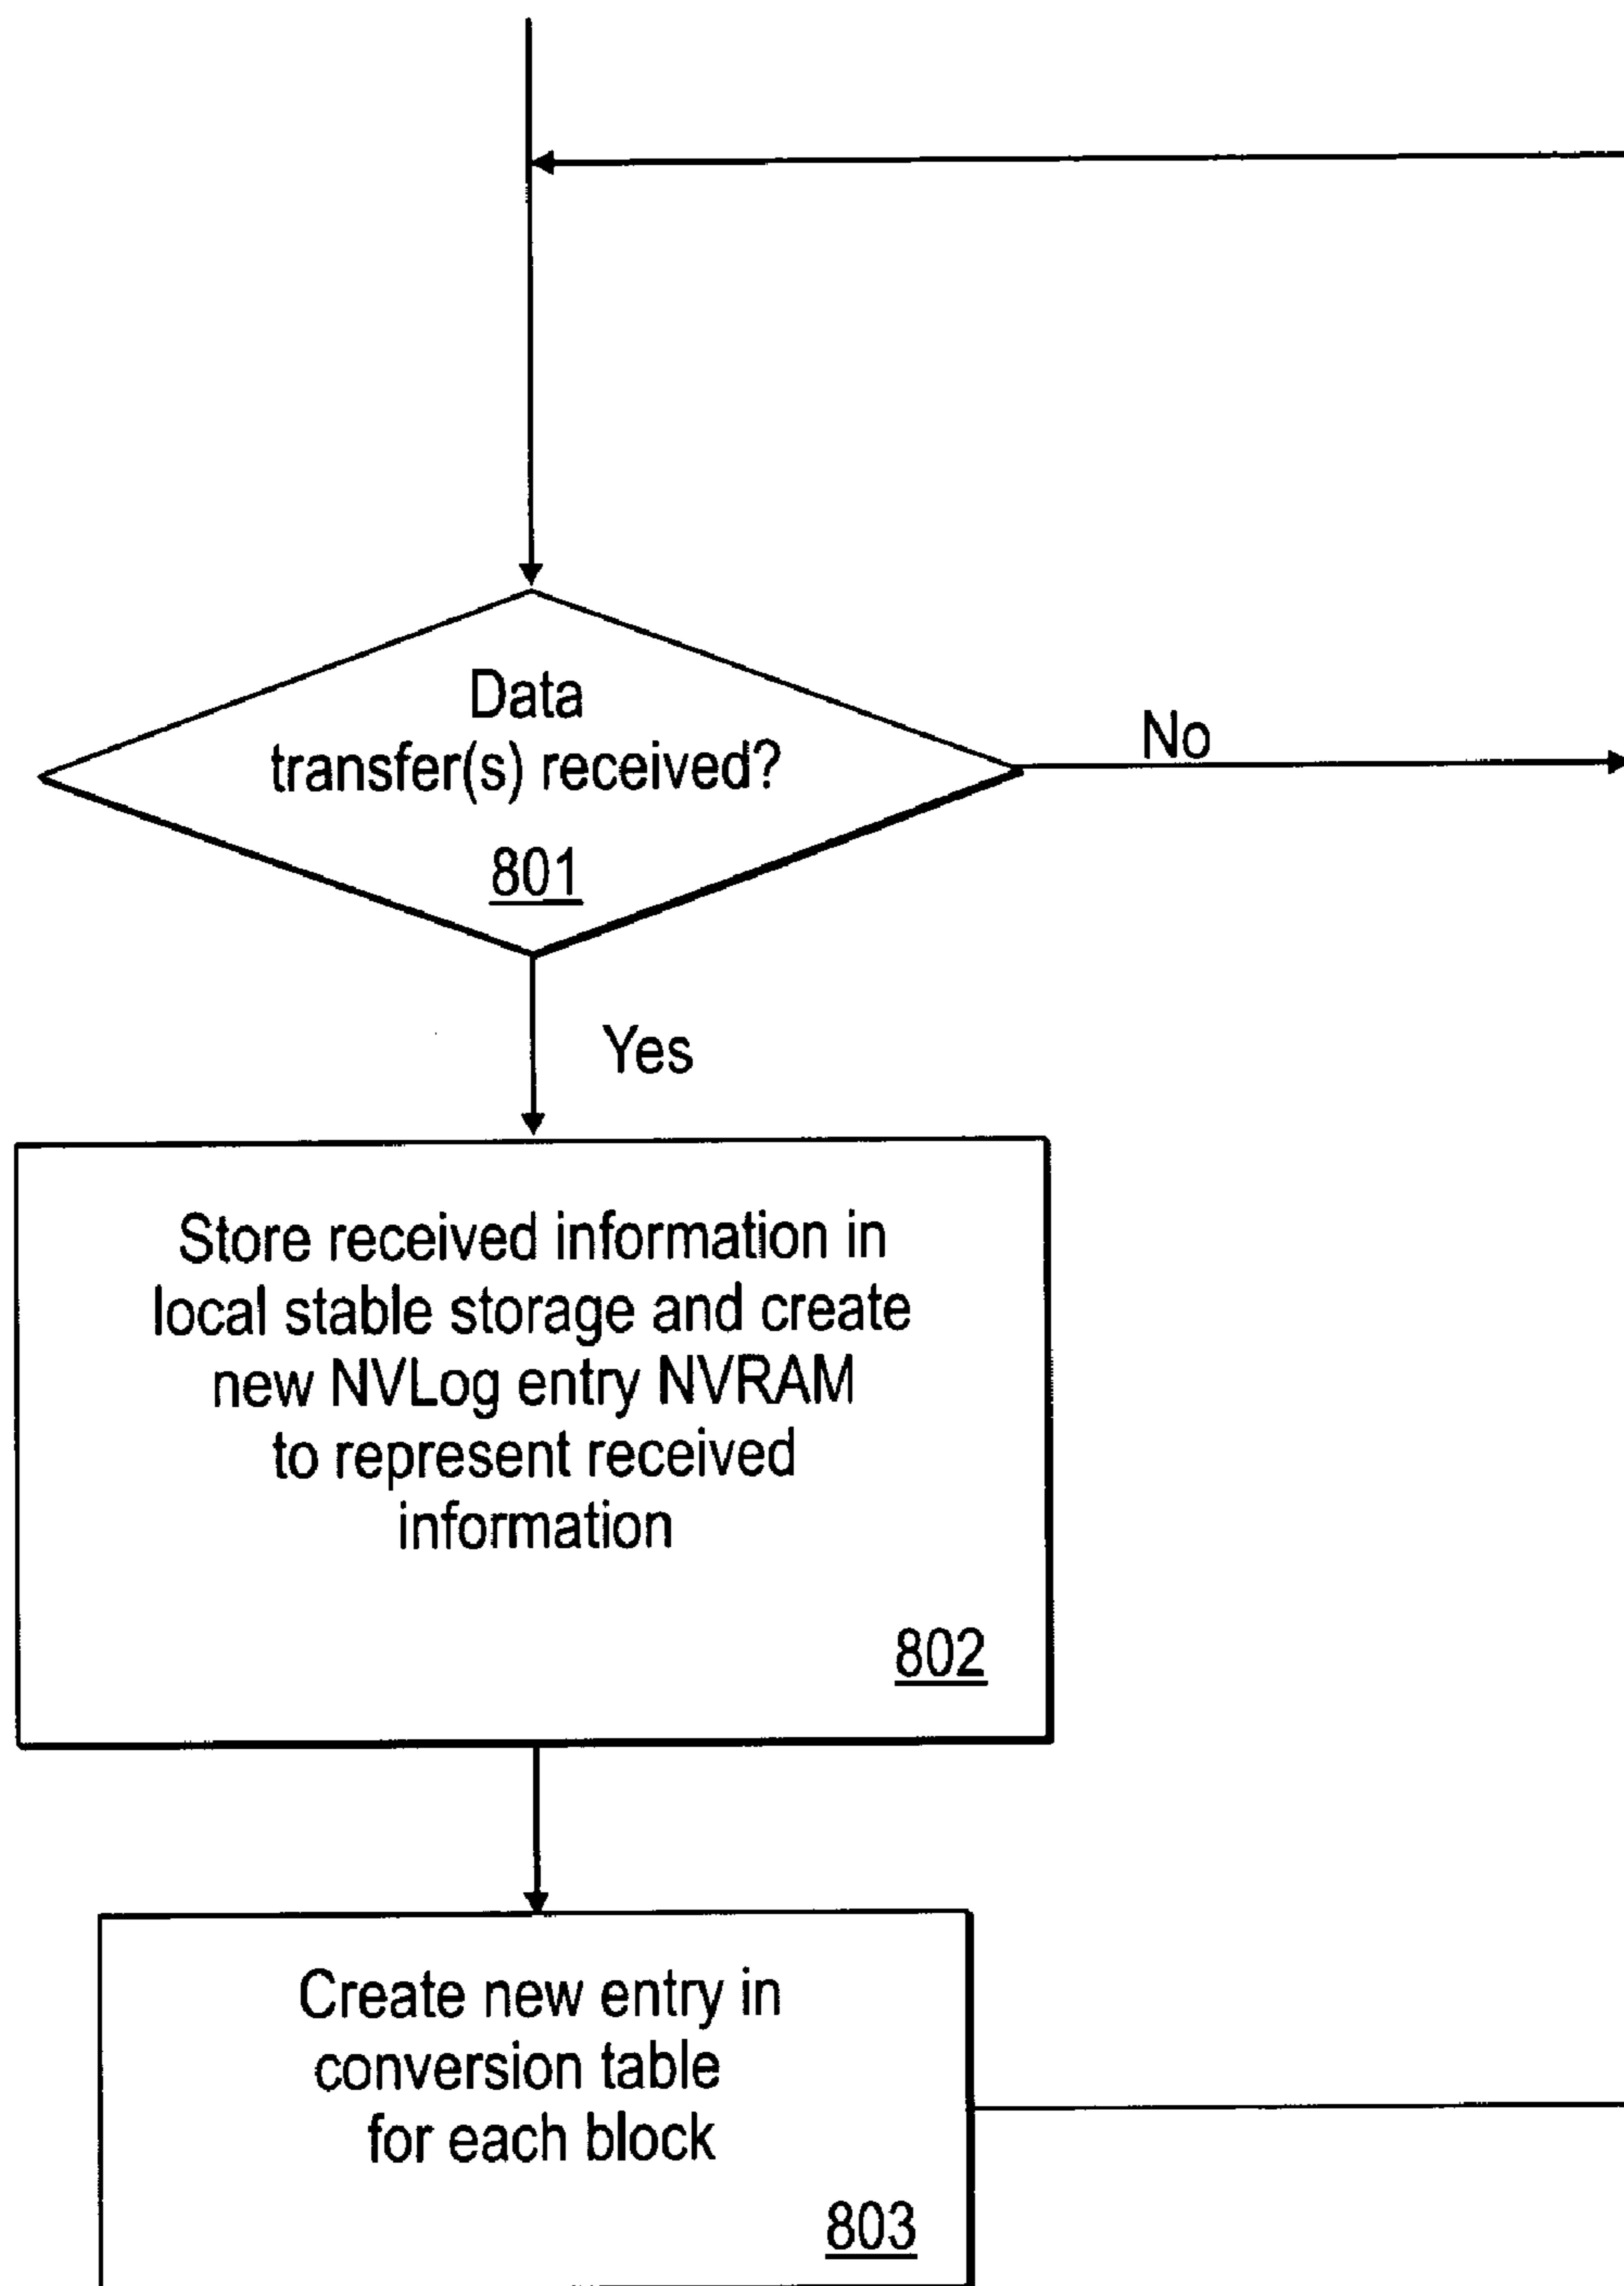 Data
transfer(s) received?
801
No
Yes
Store received information in
local stable storage and create
new NVLog entry NVRAM
to represent received
information
802
Create new entry in
conversion table
for each block
803